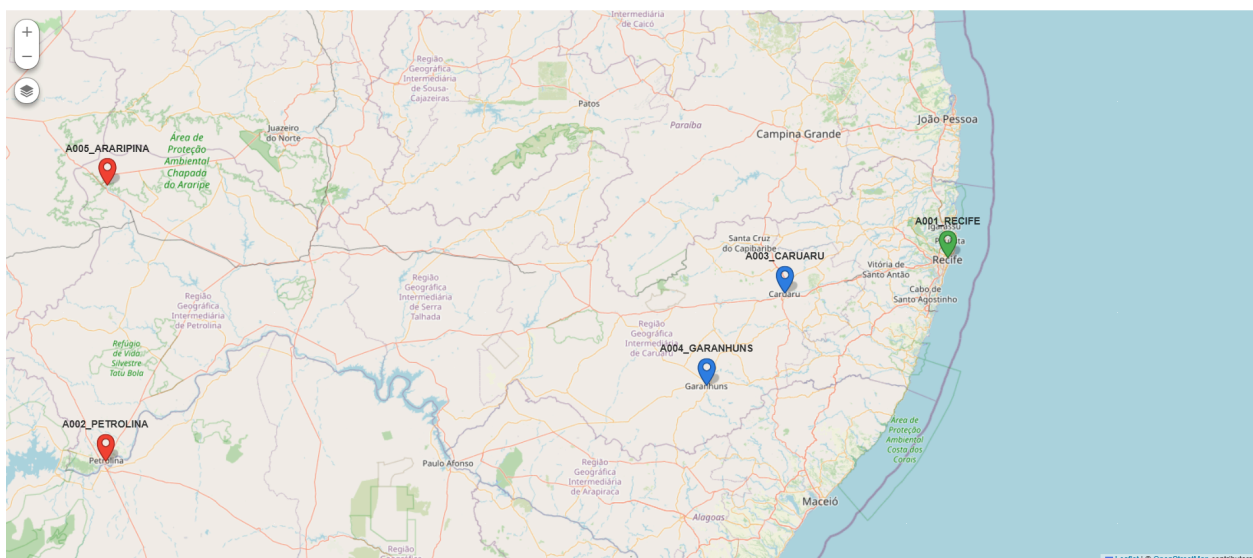 +
−
Intermediária
de Caicó
Região
Geográfica
Intermediária
de Sousa-
Cajazeiras
Patos
Paraíba
João Pessoa
Campina Grande
Juazeiro
do Norte
Área de
Proteção
Ambiental
Chapada
do Araripe
A005_ARARIPINA
A001_RECIFE
Recife
Santa Cruz
do Capibaribe
A003_CARUARU
Caruaru
Vitória de
Santo Antão
Cabo de
Santo Agostinho
Região
Geográfica
Intermediária
de Serra
Talhada
Região
Geográfica
Intermediária
de Petrolina
Região
Geográfica
Intermediária
de Caruaru
A004_GARANHUNS
Garanhuns
Refúgio
de Vida
Silvestre
Tatu Bola
A002_PETROLINA
Petrolina
Paulo Afonso
Área de
Proteção
Ambiental
Costa dos
Corais
Região
Geográfica
Intermediária
de Arapiraca
Maceió
Alagoas
Região
Geográfica